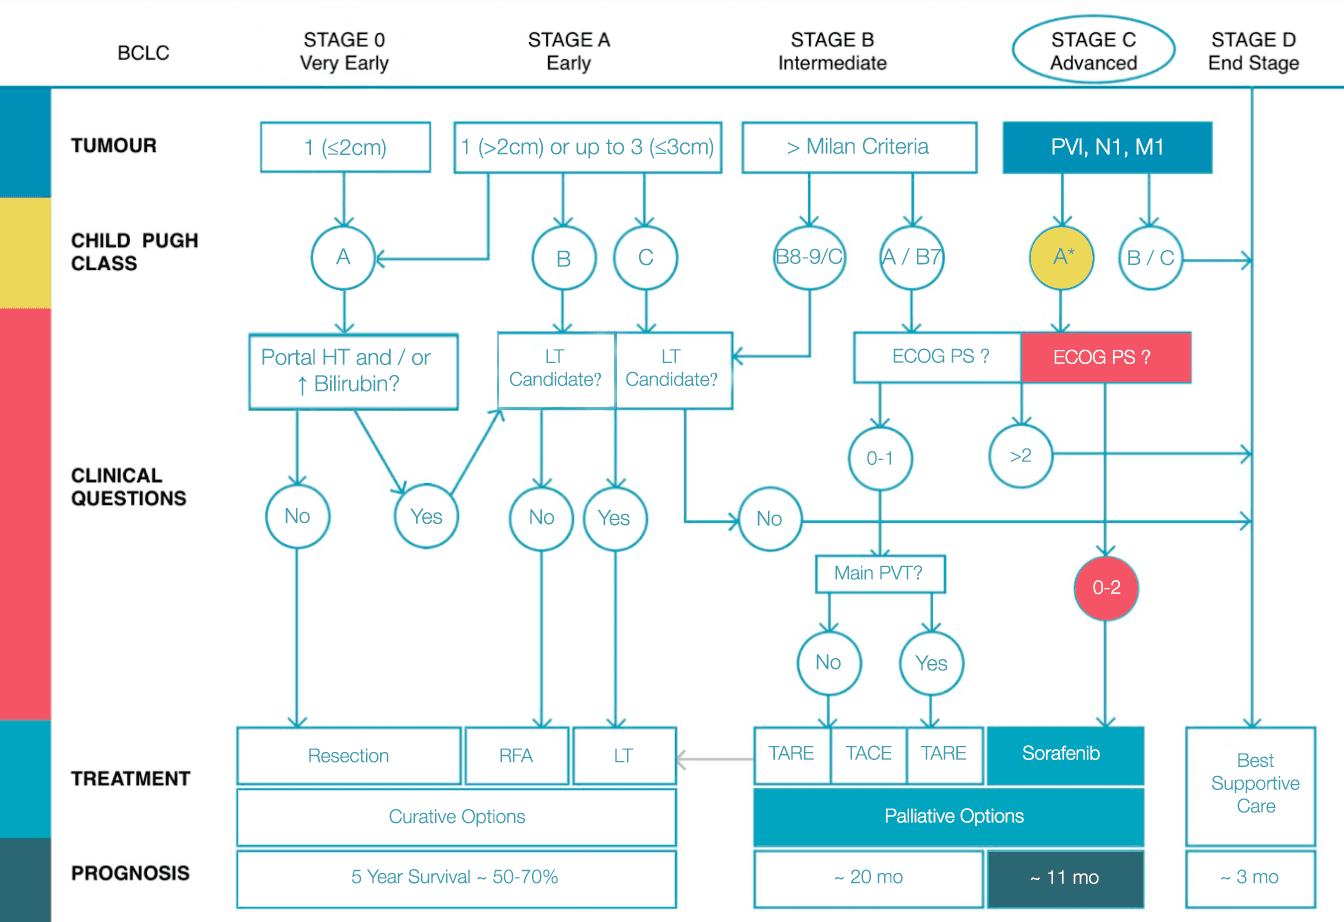 BCLC
STAGE 0
Very Early
STAGE A
Early
STAGE B
Intermediate
STAGE C
Advanced
STAGE D
End Stage
TUMOUR
1 (≤2cm)
1 (>2cm) or up to 3 (≤3cm)
> Milan Criteria
PVI, N1, M1
CHILD PUGH
CLASS
A
B
C
B8-9/C
A / B7
A*
B / C
CLINICAL
QUESTIONS
Portal HT and / or
↑ Bilirubin?
LT
Candidate?
LT
Candidate?
ECOG PS ?
ECOG PS ?
0-1
>2
No
Yes
No
Yes
No
Main PVT?
0-2
No
Yes
TREATMENT
Resection
RFA
LT
TARE
TACE
TARE
Sorafenib
Best
Supportive
Care
Curative Options
Palliative Options
PROGNOSIS
5 Year Survival ~ 50-70%
~ 20 mo
~ 11 mo
~ 3 mo